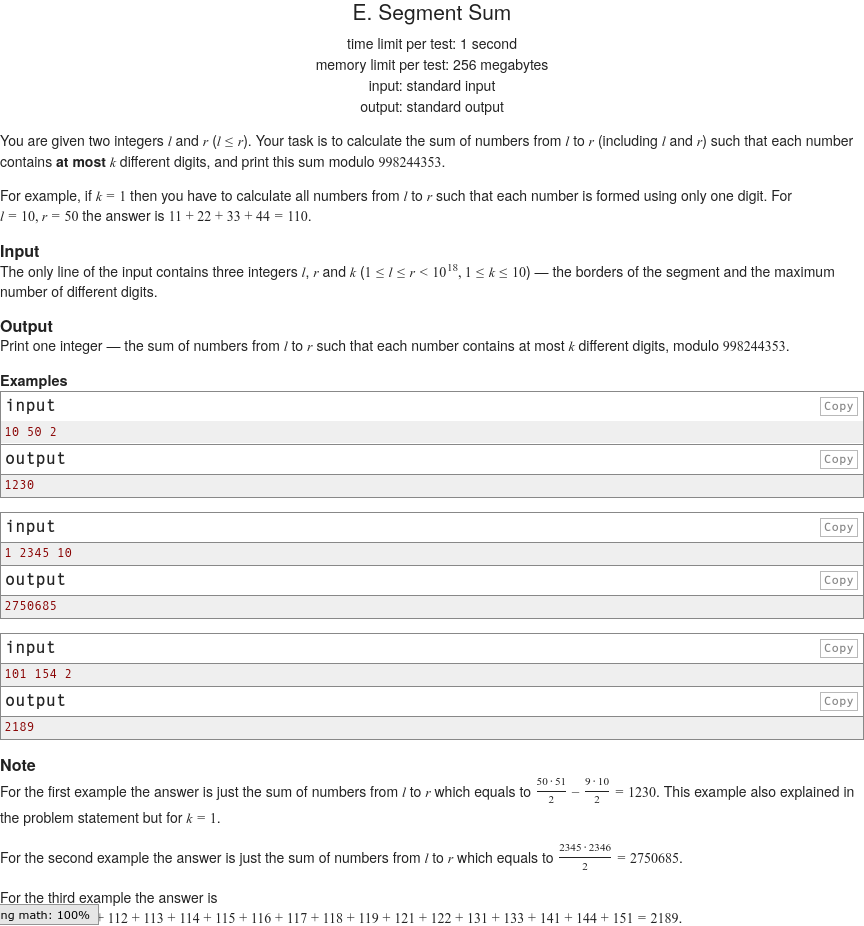 E. Segment Sum
time limit per test: 1 second
memory limit per test: 256 megabytes
input: standard input
output: standard output
You are given two integers l and r (l ≤ r). Your task is to calculate the sum of numbers from l to r (including l and r) such that each number
contains at most k different digits, and print this sum modulo 998244353.
For example, if k = 1 then you have to calculate all numbers from l to r such that each number is formed using only one digit. For
l = 10, r = 50 the answer is 11 + 22 + 33 + 44 = 110.
Input
The only line of the input contains three integers l, r and k (1 ≤ l ≤ r < 10^18, 1 ≤ k ≤ 10) — the borders of the segment and the maximum
number of different digits.
Output
Print one integer — the sum of numbers from l to r such that each number contains at most k different digits, modulo 998244353.
Examples
input Copy
10 50 2
output Copy
1230
input Copy
1 2345 10
output Copy
2750685
input Copy
101 154 2
output Copy
2189
Note
For the first example the answer is just the sum of numbers from l to r which equals to 50·51/2 − 9·10/2 = 1230. This example also explained in
the problem statement but for k = 1.
For the second example the answer is just the sum of numbers from l to r which equals to 2345·2346/2 = 2750685.
For the third example the answer is
ng math: 100% + 112 + 113 + 114 + 115 + 116 + 117 + 118 + 119 + 121 + 122 + 131 + 133 + 141 + 144 + 151 = 2189.